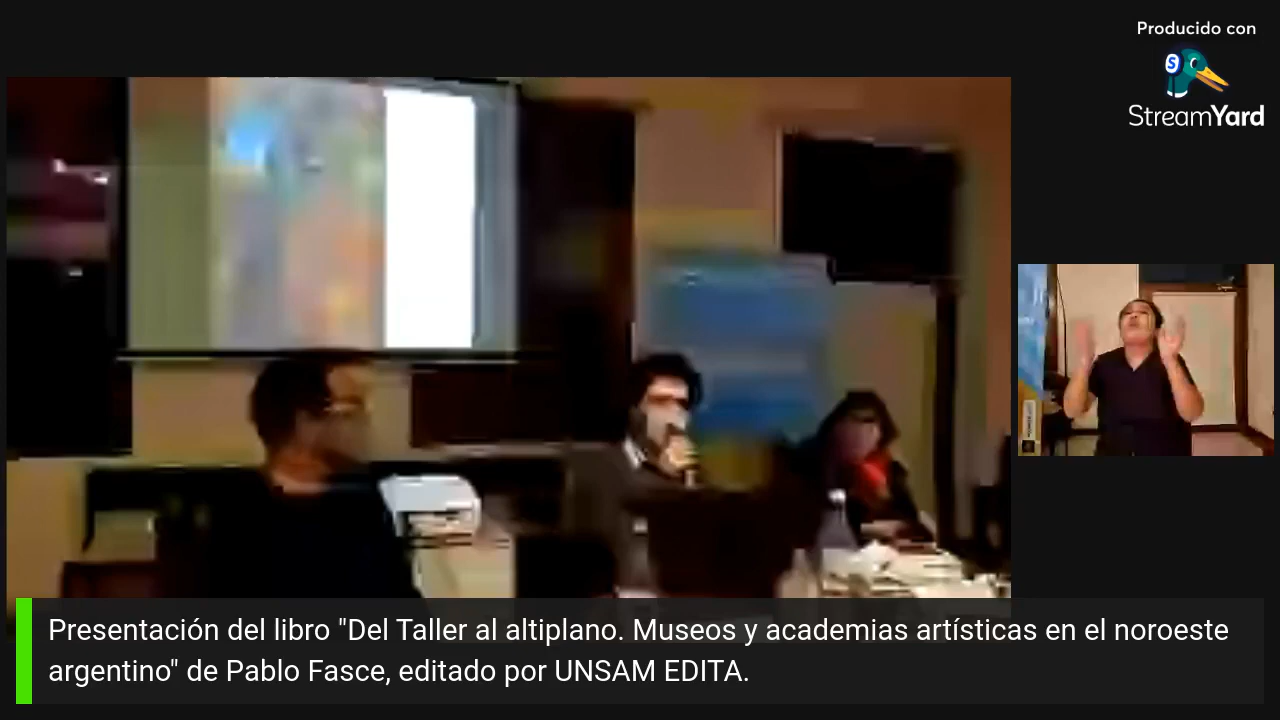 Producido con
StreamYard
Presentación del libro "Del Taller al altiplano. Museos y academias artísticas en el noroeste
argentino" de Pablo Fasce, editado por UNSAM EDITA.